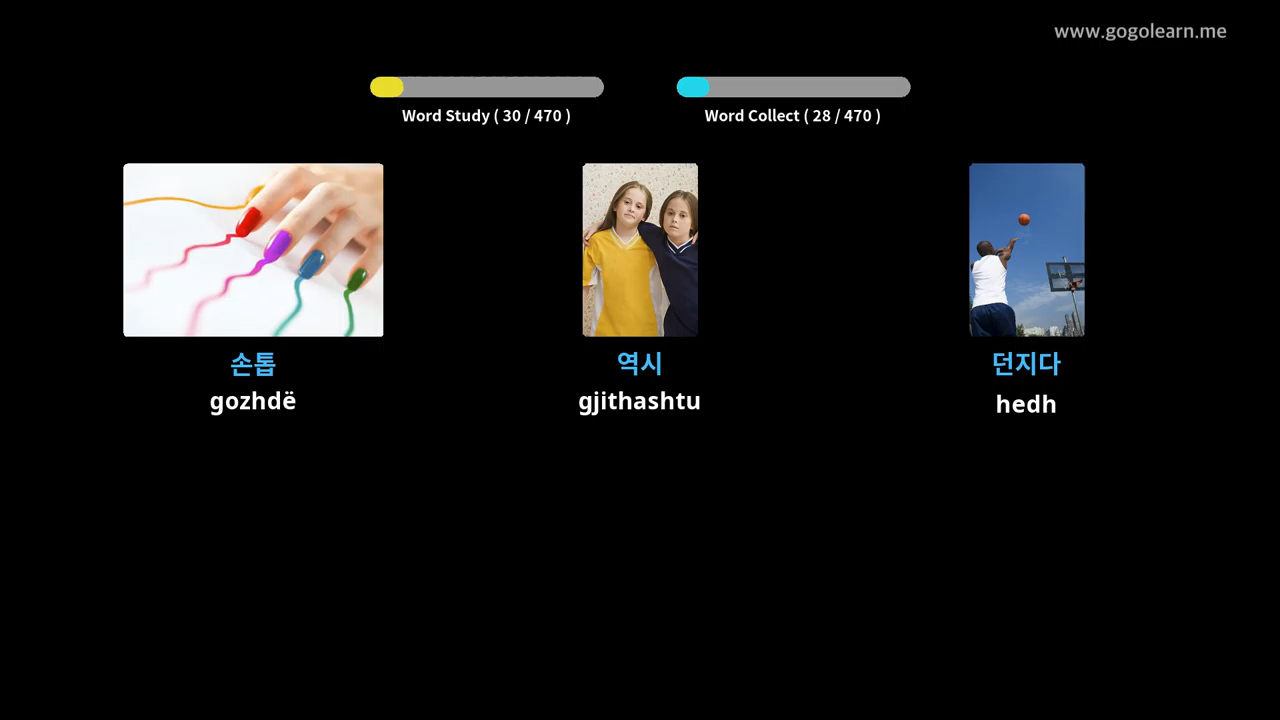 www.gogolearn.me
Word Study ( 30 / 470 )
Word Collect ( 28 / 470 )
손톱
gozhdë
역시
gjithashtu
던지다
hedh